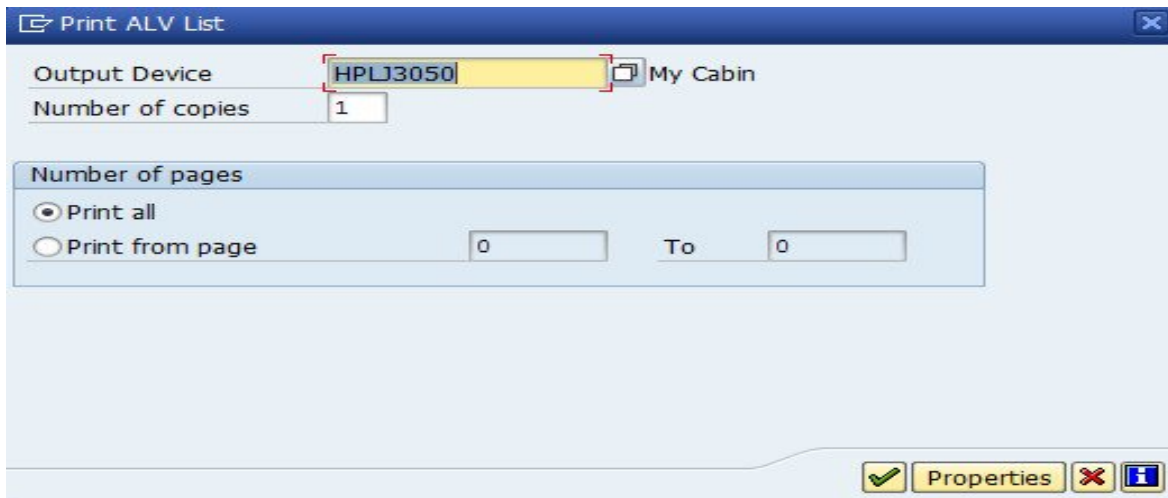 Print ALV List
Output Device HPLJ3050 My Cabin
Number of copies 1
Number of pages
Print all
Print from page 0 To 0
Properties